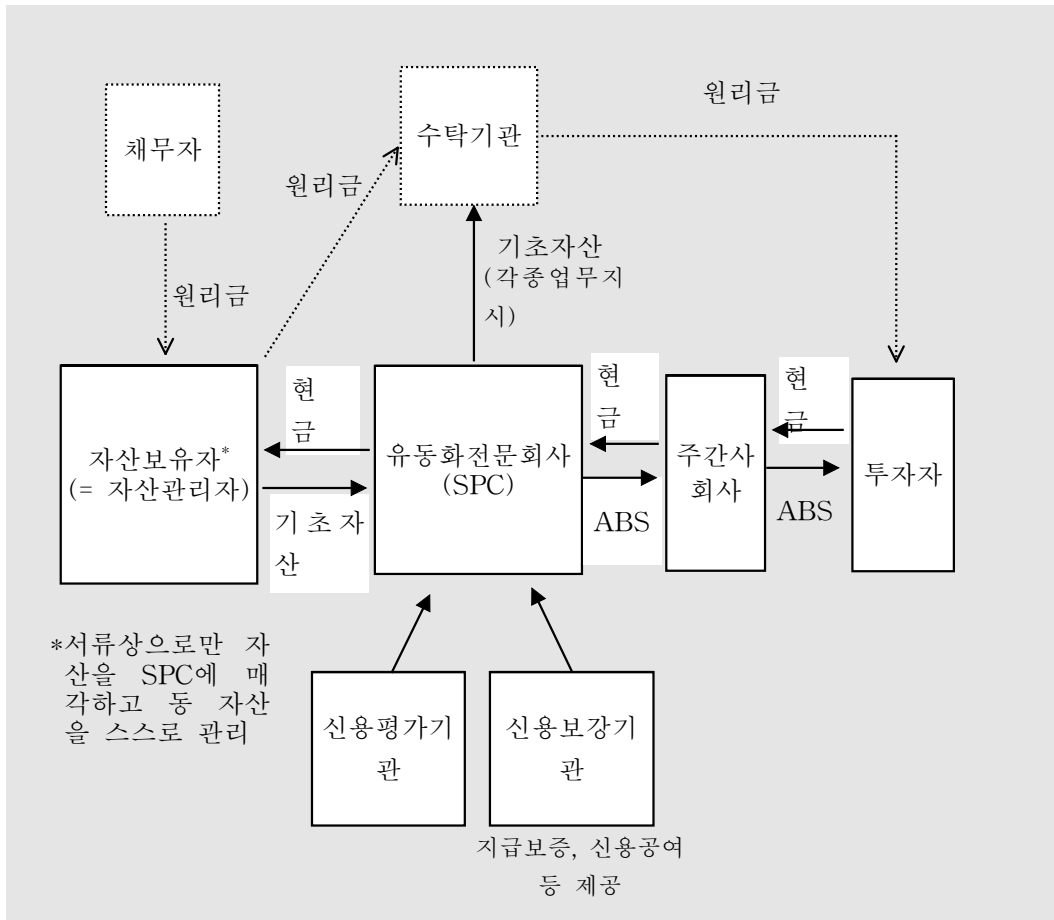 원리금
채무자
수탁기관
원리금
기초자산
(각종업무지
시)
원리금
현
금
현
금
현
금
자산보유자*
(= 자산관리자)
유동화전문회사
(SPC)
주간사
회사
투자자
기초자
산
ABS
ABS
*서류상으로만 자
산을 SPC에 매
각하고 동 자산
을 스스로 관리
신용평가기
관
신용보강기
관
지급보증, 신용공여
등 제공